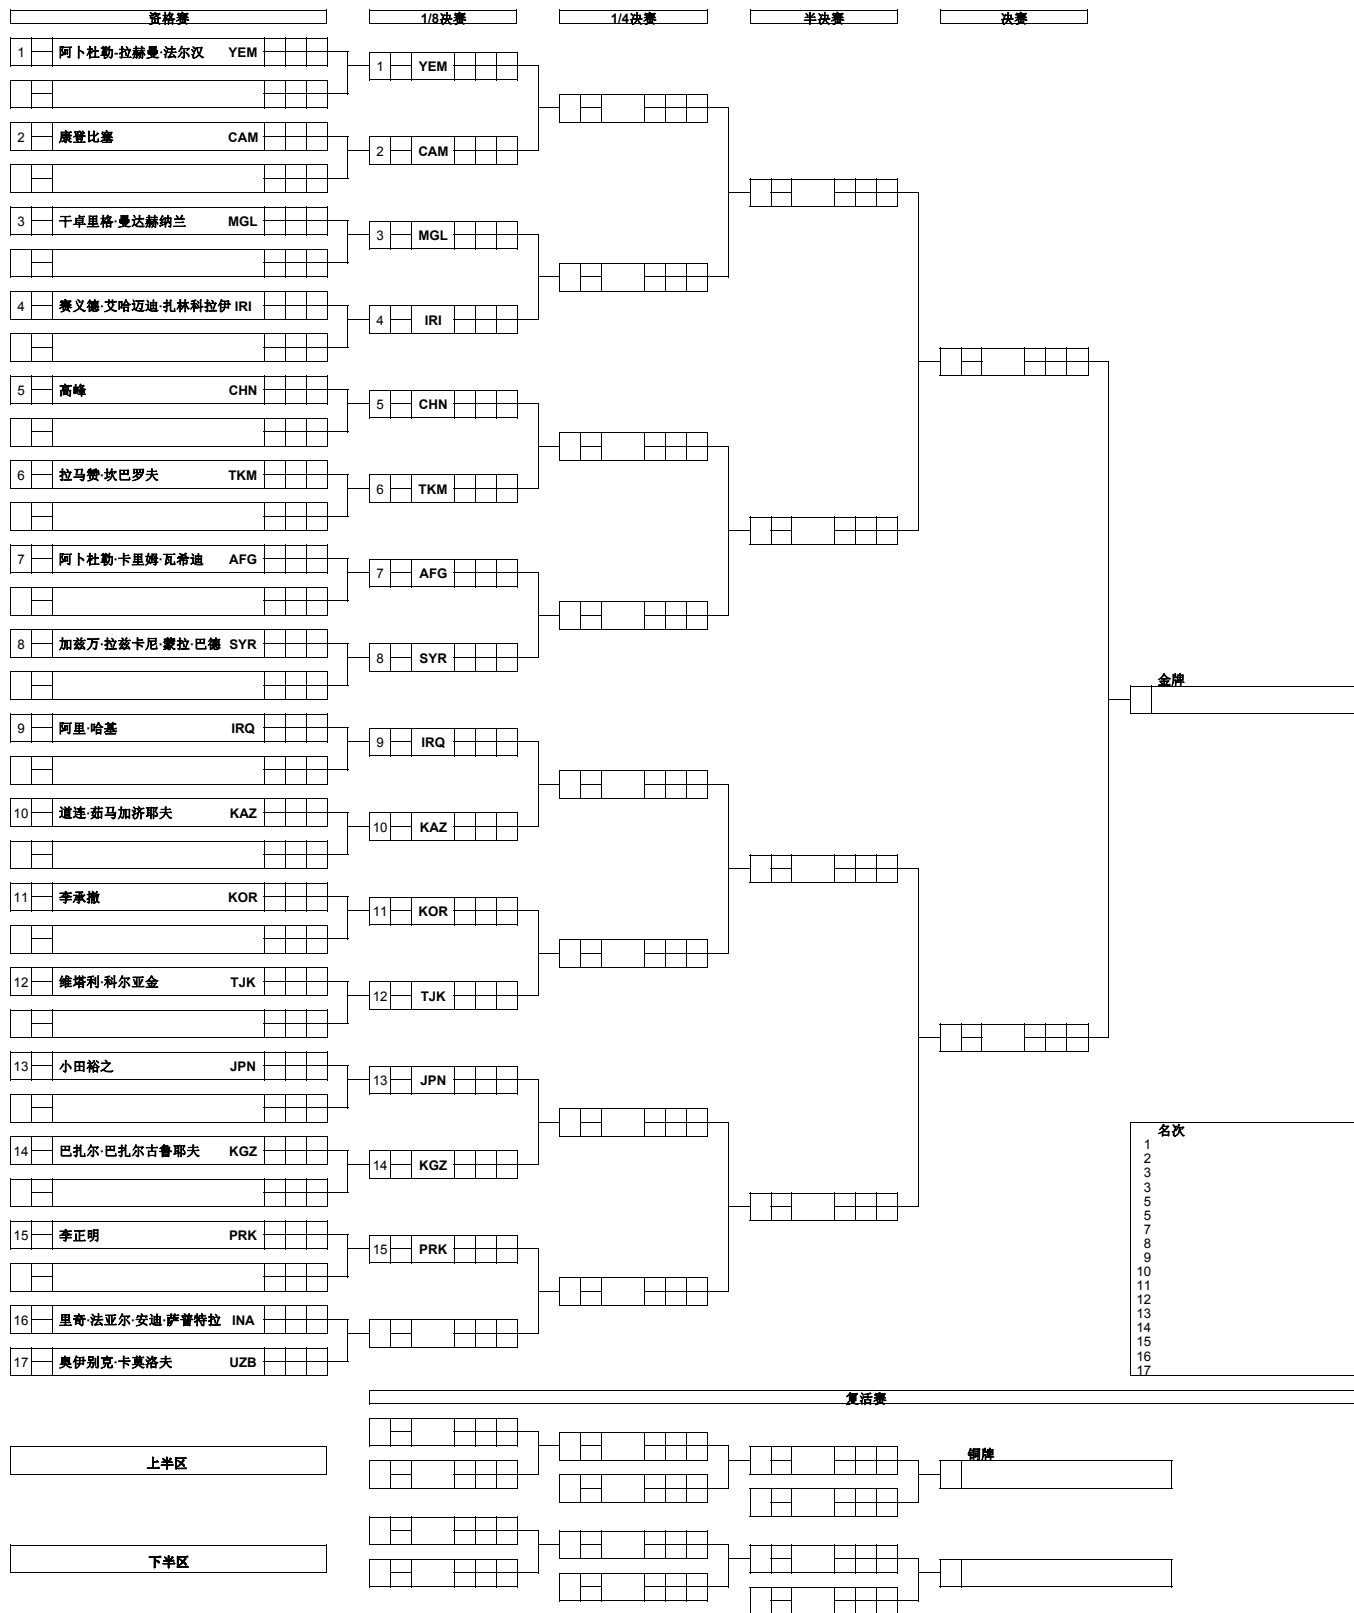 资格赛 1/8决赛 1/4决赛 半决赛 决赛
1 阿卜杜勒-拉赫曼·法尔汉 YEM
1 YEM
2 康登比塞 CAM
2 CAM
3 干卓里格·曼达赫纳兰 MGL
3 MGL
4 赛义德·艾哈迈迪·扎林科拉伊 IRI
4 IRI
5 高峰 CHN
5 CHN
6 拉马赞·坎巴罗夫 TKM
6 TKM
7 阿卜杜勒·卡里姆·瓦希迪 AFG
7 AFG
8 加兹万·拉兹卡尼·蒙拉·巴德 SYR
8 SYR
金牌
9 阿里·哈基 IRQ
9 IRQ
10 道连·茹马加济耶夫 KAZ
10 KAZ
11 李承撤 KOR
11 KOR
12 维塔利·科尔亚金 TJK
12 TJK
13 小田裕之 JPN
13 JPN
14 巴扎尔·巴扎尔古鲁耶夫 KGZ
14 KGZ
15 李正明 PRK
15 PRK
16 里奇·法亚尔·安迪·萨普特拉 INA
17 奥伊别克·卡莫洛夫 UZB
名次
1
2
3
3
5
5
7
8
9
10
11
12
13
14
15
16
17
复活赛
上半区
铜牌
下半区